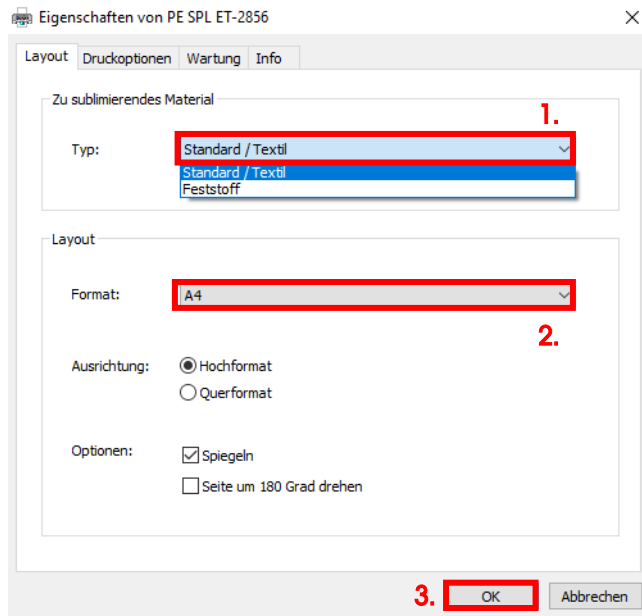 Eigenschaften von PE SPL ET-2856
Layout Druckoptionen Wartung Info
Zu sublimierendes Material
1.
Typ: Standard / Textil
Standard / Textil
Feststoff
Layout
Format: A4
2.
Ausrichtung: Hochformat
Querformat
Optionen: Spiegeln
Seite um 180 Grad drehen
3. OK Abbrechen